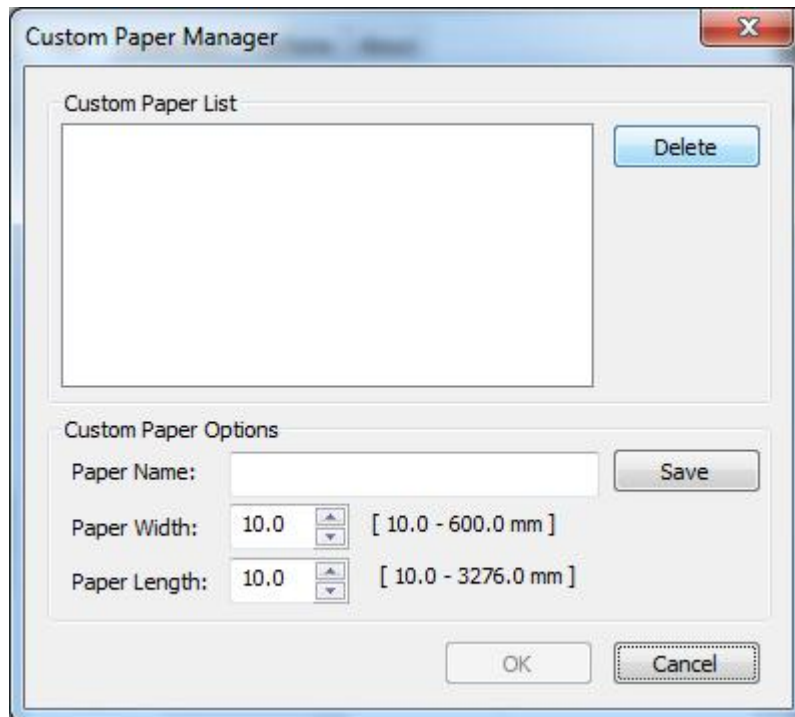 Custom Paper Manager
Custom Paper List
Delete
Custom Paper Options
Paper Name:
Save
Paper Width: 10.0 [ 10.0 - 600.0 mm ]
Paper Length: 10.0 [ 10.0 - 3276.0 mm ]
OK Cancel